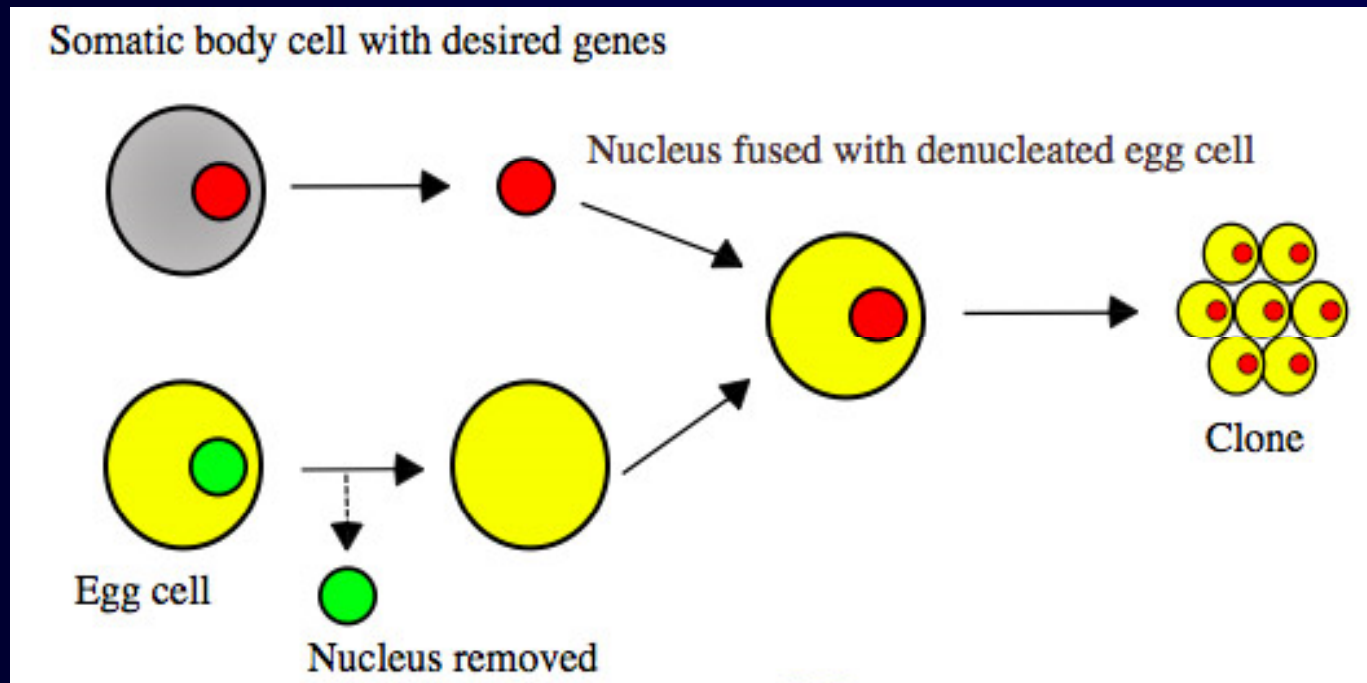 Somatic body cell with desired genes
Nucleus fused with denucleated egg cell
Clone
Egg cell
Nucleus removed